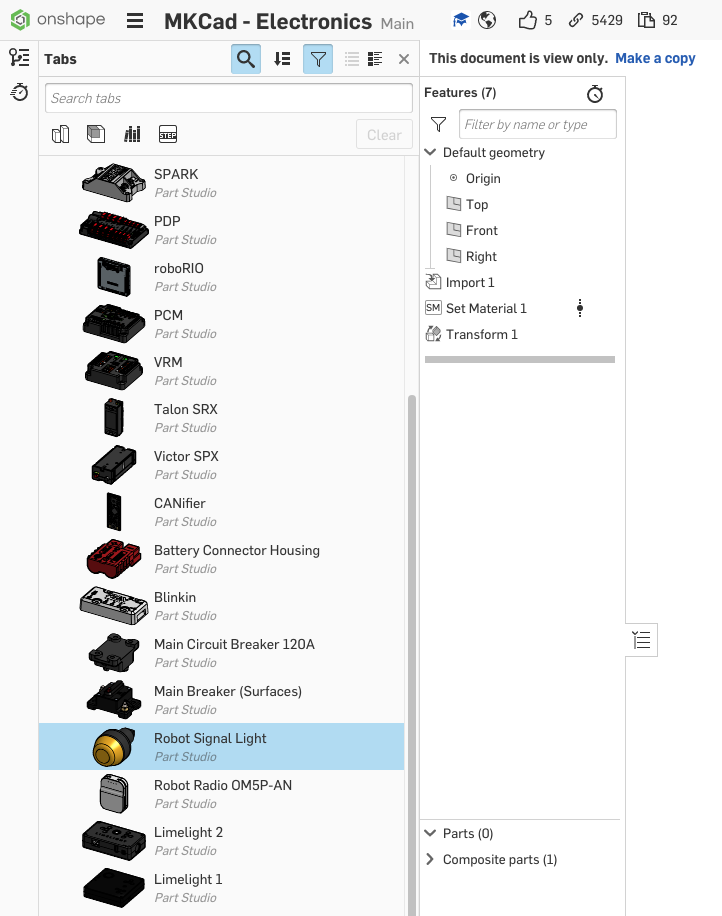 onshape MKCad - Electronics Main 5 5429 92
Tabs
This document is view only. Make a copy
Search tabs
STEP
Clear
SPARK
Part Studio
PDP
Part Studio
roboRIO
Part Studio
PCM
Part Studio
VRM
Part Studio
Talon SRX
Part Studio
Victor SPX
Part Studio
CANifier
Part Studio
Battery Connector Housing
Part Studio
Blinkin
Part Studio
Main Circuit Breaker 120A
Part Studio
Main Breaker (Surfaces)
Part Studio
Robot Signal Light
Part Studio
Robot Radio OM5P-AN
Part Studio
Limelight 2
Part Studio
Limelight 1
Part Studio
Features (7)
Filter by name or type
Default geometry
Origin
Top
Front
Right
Import 1
SM Set Material 1
Transform 1
Parts (0)
Composite parts (1)